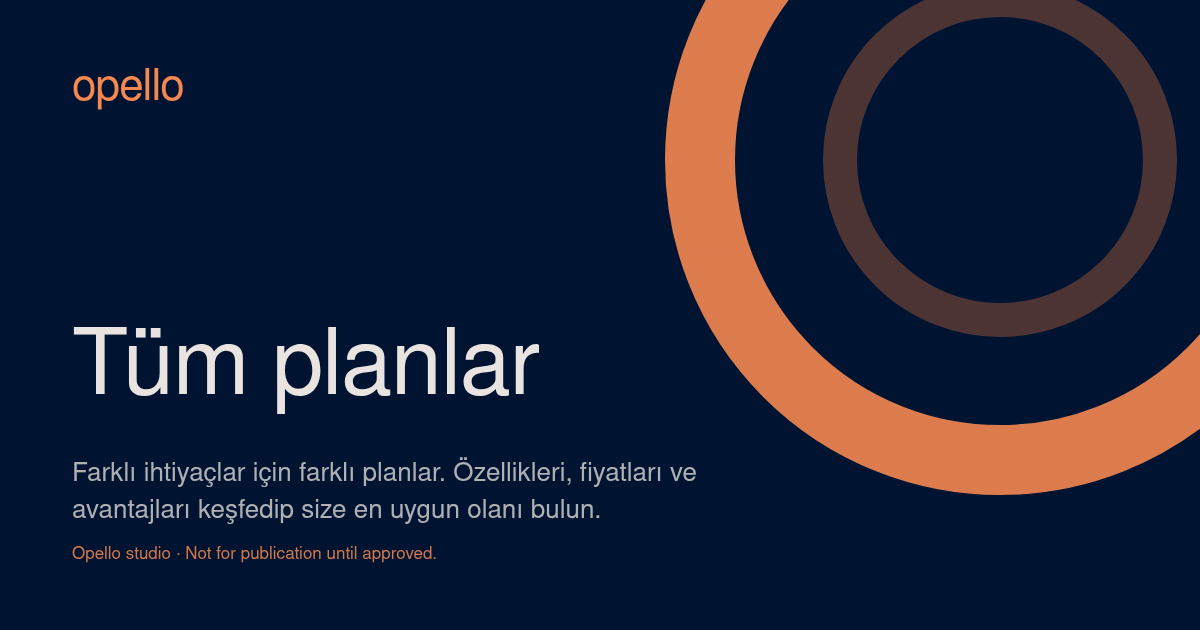 opello
Tüm planlar
Farklı ihtiyaçlar için farklı planlar. Özellikleri, fiyatları ve
avantajları keşfedip size en uygun olanı bulun.
Opello studio · Not for publication until approved.